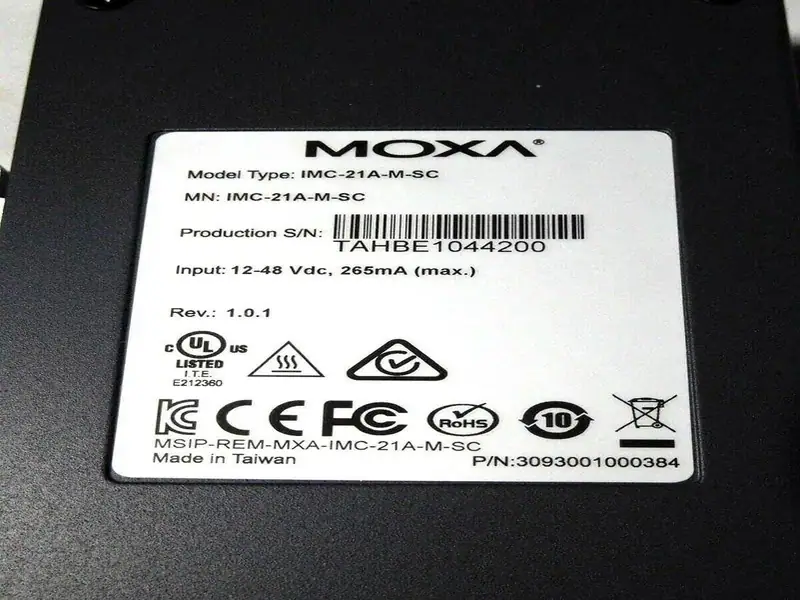 MOXA®
Model Type: IMC-21A-M-SC
MN: IMC-21A-M-SC
Production S/N:
TAHBE1044200
Input: 12-48 Vdc, 265mA (max.)
Rev.: 1.0.1
C UL US
LISTED
I.T.E.
E212360
KC CE FC RoHS 10
MSIP-REM-MXA-IMC-21A-M-SC
Made in Taiwan
P/N:3093001000384